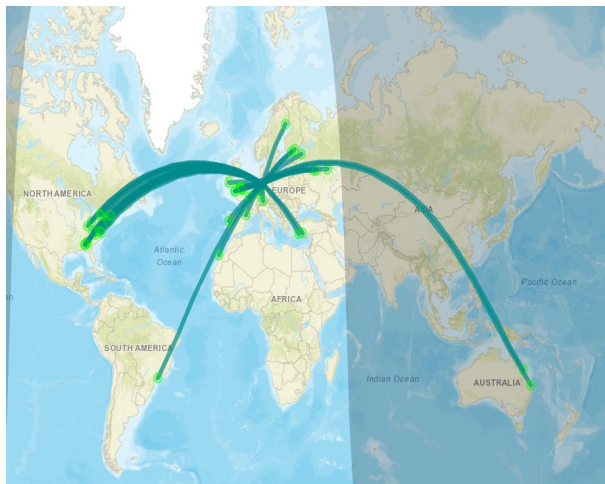 NORTH AMERICA
EUROPE
ASIA
Atlantic
Ocean
Pacific Ocean
AFRICA
SOUTH AMERICA
Indian Ocean
AUSTRALIA